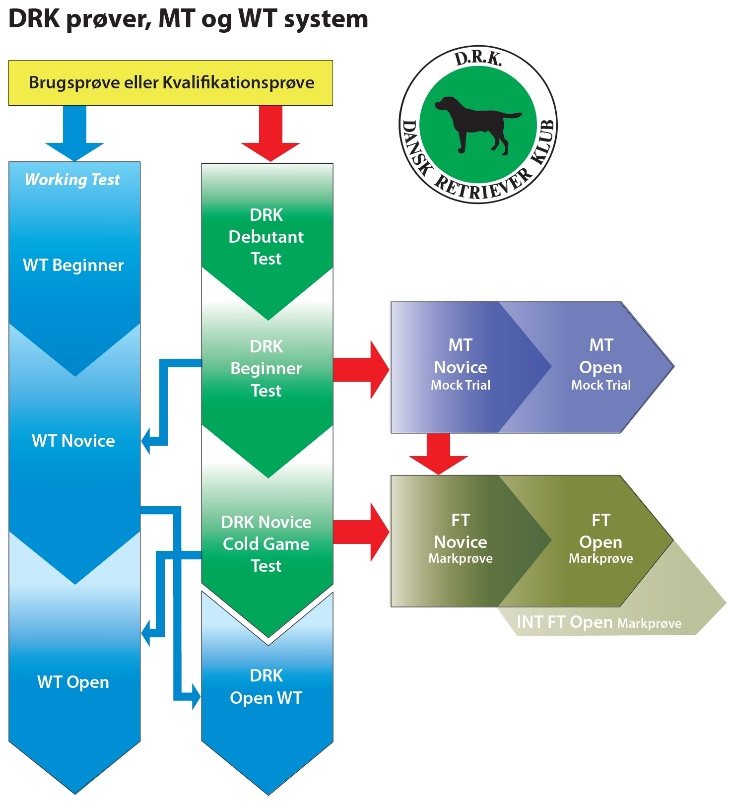 DRK prøver, MT og WT system
Brugsprøve eller Kvalifikationsprøve
D.R.K.
DANSK RETRIEVER KLUB
Working Test
WT Beginner
WT Novice
WT Open
DRK
Debutant
Test
DRK
Beginner
Test
DRK Novice
Cold Game
Test
DRK
Open WT
MT
Novice
Mock Trial
MT
Open
Mock Trial
FT
Novice
Markprøve
FT
Open
Markprøve
INT FT Open Markprøve